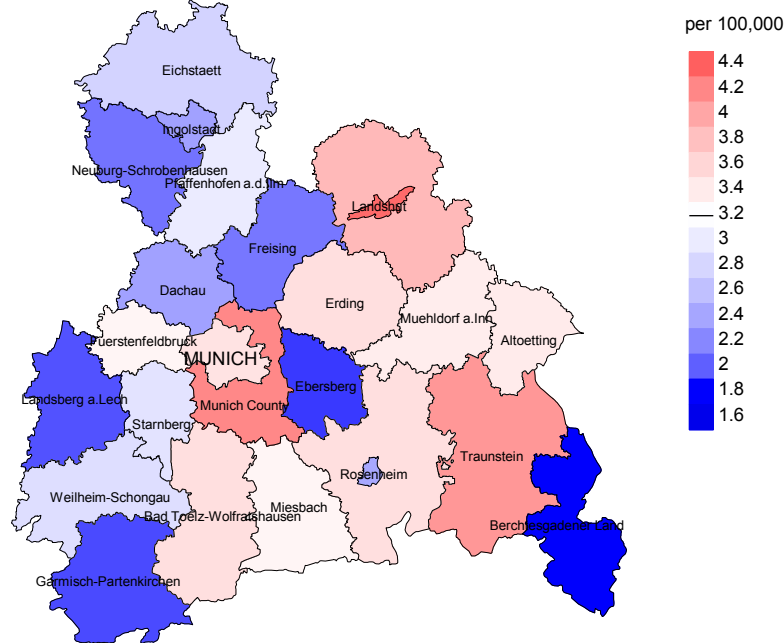 per 100,000
4.4
4.2
4
3.8
3.6
3.4
3.2
3
2.8
2.6
2.4
2.2
2
1.8
1.6
Eichstaett
Ingolstadt
Neuburg-Schrobenhausen
Pfaffenhofen a.d.Ilm
Landshut
Freising
Dachau
Erding
Muehldorf a.Inn
Altoetting
Fuerstenfeldbruck
MUNICH
Ebersberg
Landsberg a.Lech
Munich County
Starnberg
Traunstein
Rosenheim
Weilheim-Schongau
Miesbach
Bad Toelz-Wolfratshausen
Berchtesgadener Land
Garmisch-Partenkirchen